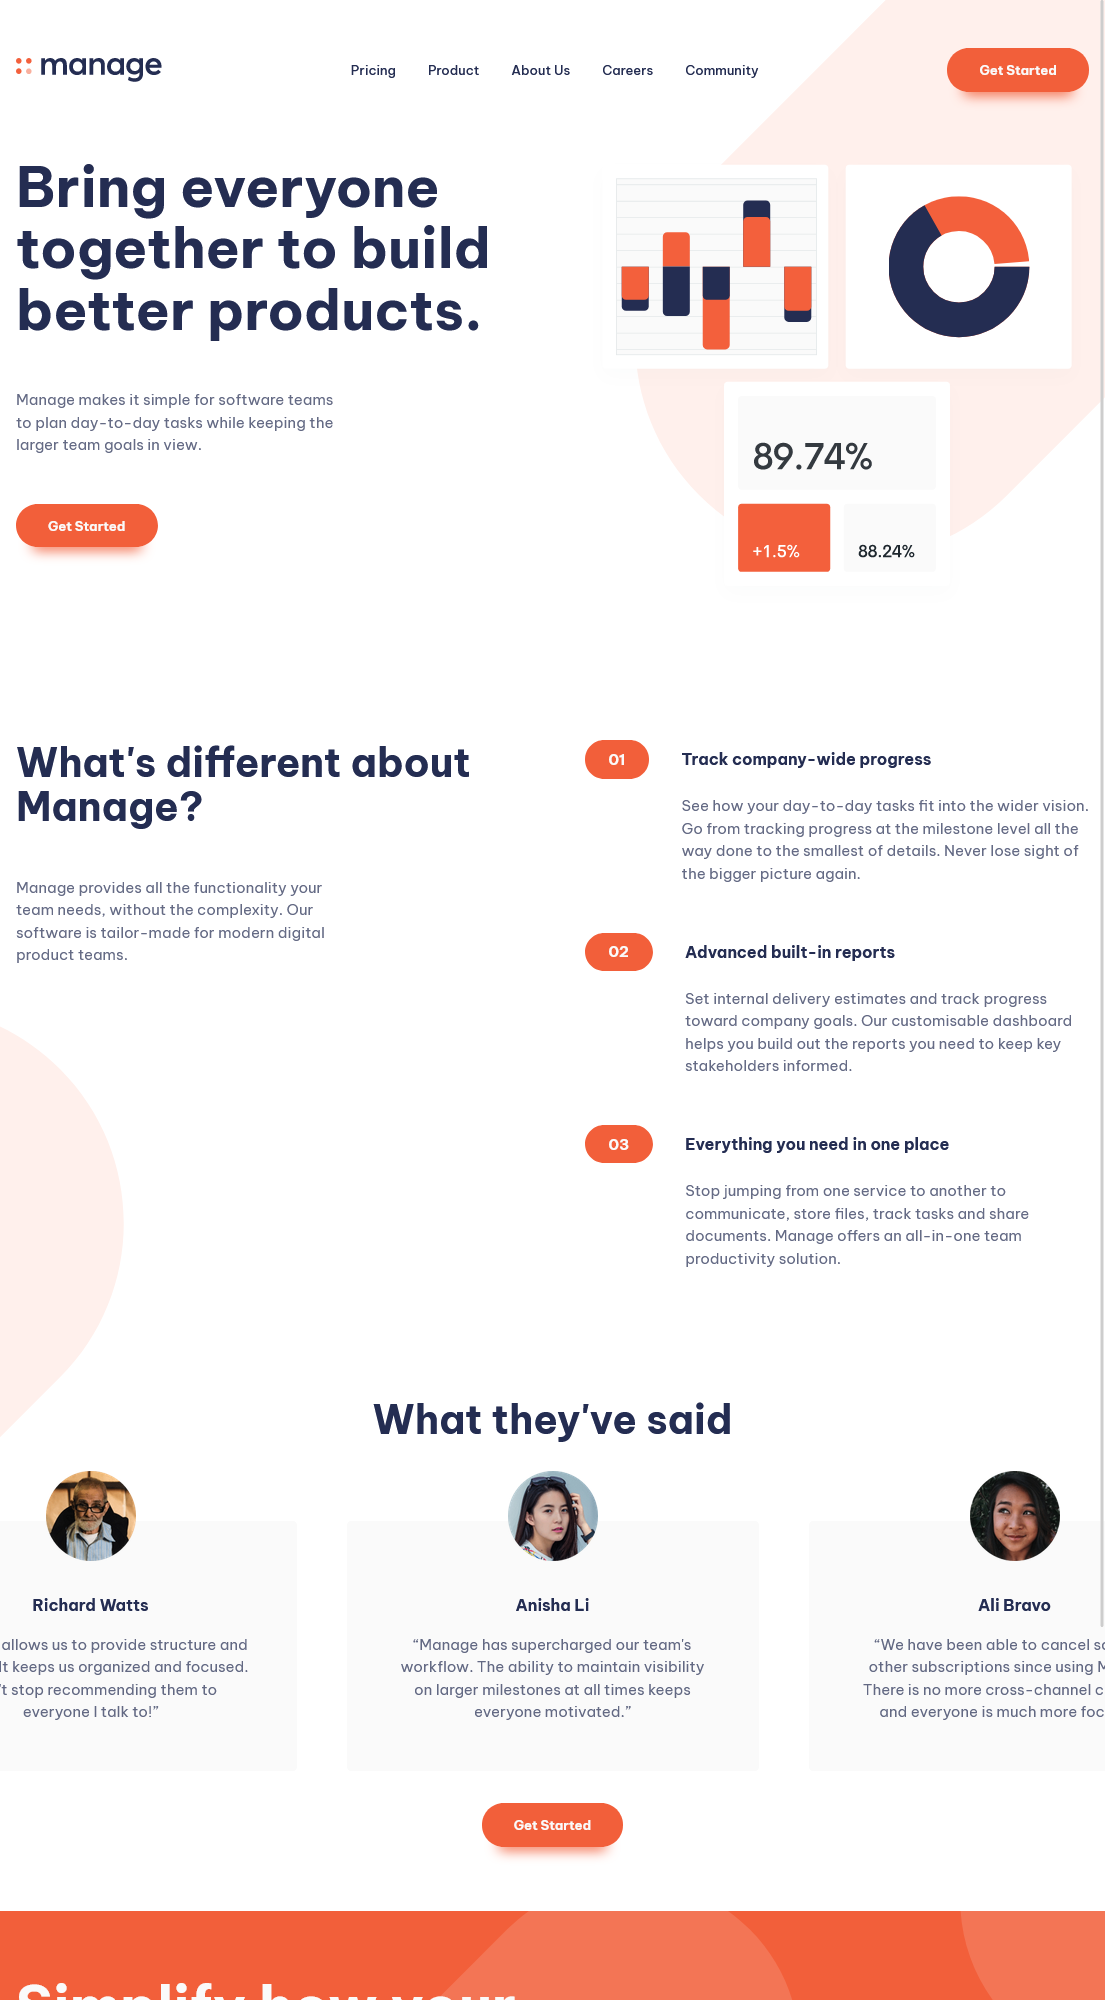 manage
Pricing
Product
About Us
Careers
Community
Get Started
Bring everyone
together to build
better products.
Manage makes it simple for software teams
to plan day-to-day tasks while keeping the
larger team goals in view.
Get Started
89.74%
+1.5%
88.24%
What's different about
Manage?
Manage provides all the functionality your
team needs, without the complexity. Our
software is tailor-made for modern digital
product teams.
01
Track company-wide progress
See how your day-to-day tasks fit into the wider vision.
Go from tracking progress at the milestone level all the
way done to the smallest of details. Never lose sight of
the bigger picture again.
02
Advanced built-in reports
Set internal delivery estimates and track progress
toward company goals. Our customisable dashboard
helps you build out the reports you need to keep key
stakeholders informed.
03
Everything you need in one place
Stop jumping from one service to another to
communicate, store files, track tasks and share
documents. Manage offers an all-in-one team
productivity solution.
What they've said
Richard Watts
allows us to provide structure and
It keeps us organized and focused.
't stop recommending them to
everyone I talk to!”
Anisha Li
“Manage has supercharged our team's
workflow. The ability to maintain visibility
on larger milestones at all times keeps
everyone motivated.”
Ali Bravo
“We have been able to cancel
other subscriptions since using
There is no more cross-channel
and everyone is much more
Get Started
Simplify how your